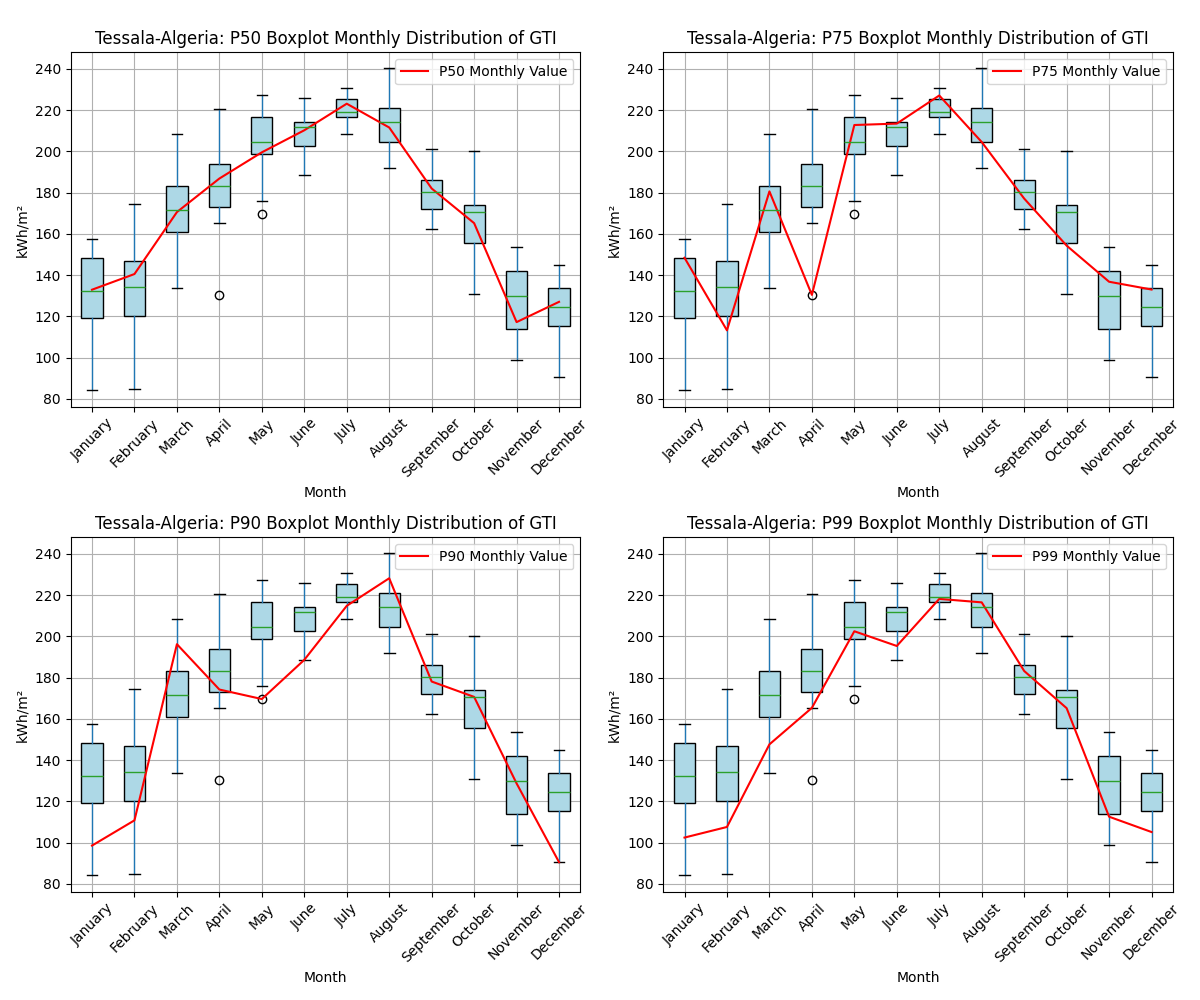 Tessala-Algeria: P50 Boxplot Monthly Distribution of GTI
P50 Monthly Value
kWh/m²
240
220
200
180
160
140
120
100
80
January February March April May June July August September October November December
Month
Tessala-Algeria: P75 Boxplot Monthly Distribution of GTI
P75 Monthly Value
kWh/m²
240
220
200
180
160
140
120
100
80
January February March April May June July August September October November December
Month
Tessala-Algeria: P90 Boxplot Monthly Distribution of GTI
P90 Monthly Value
kWh/m²
240
220
200
180
160
140
120
100
80
January February March April May June July August September October November December
Month
Tessala-Algeria: P99 Boxplot Monthly Distribution of GTI
P99 Monthly Value
kWh/m²
240
220
200
180
160
140
120
100
80
January February March April May June July August September October November December
Month